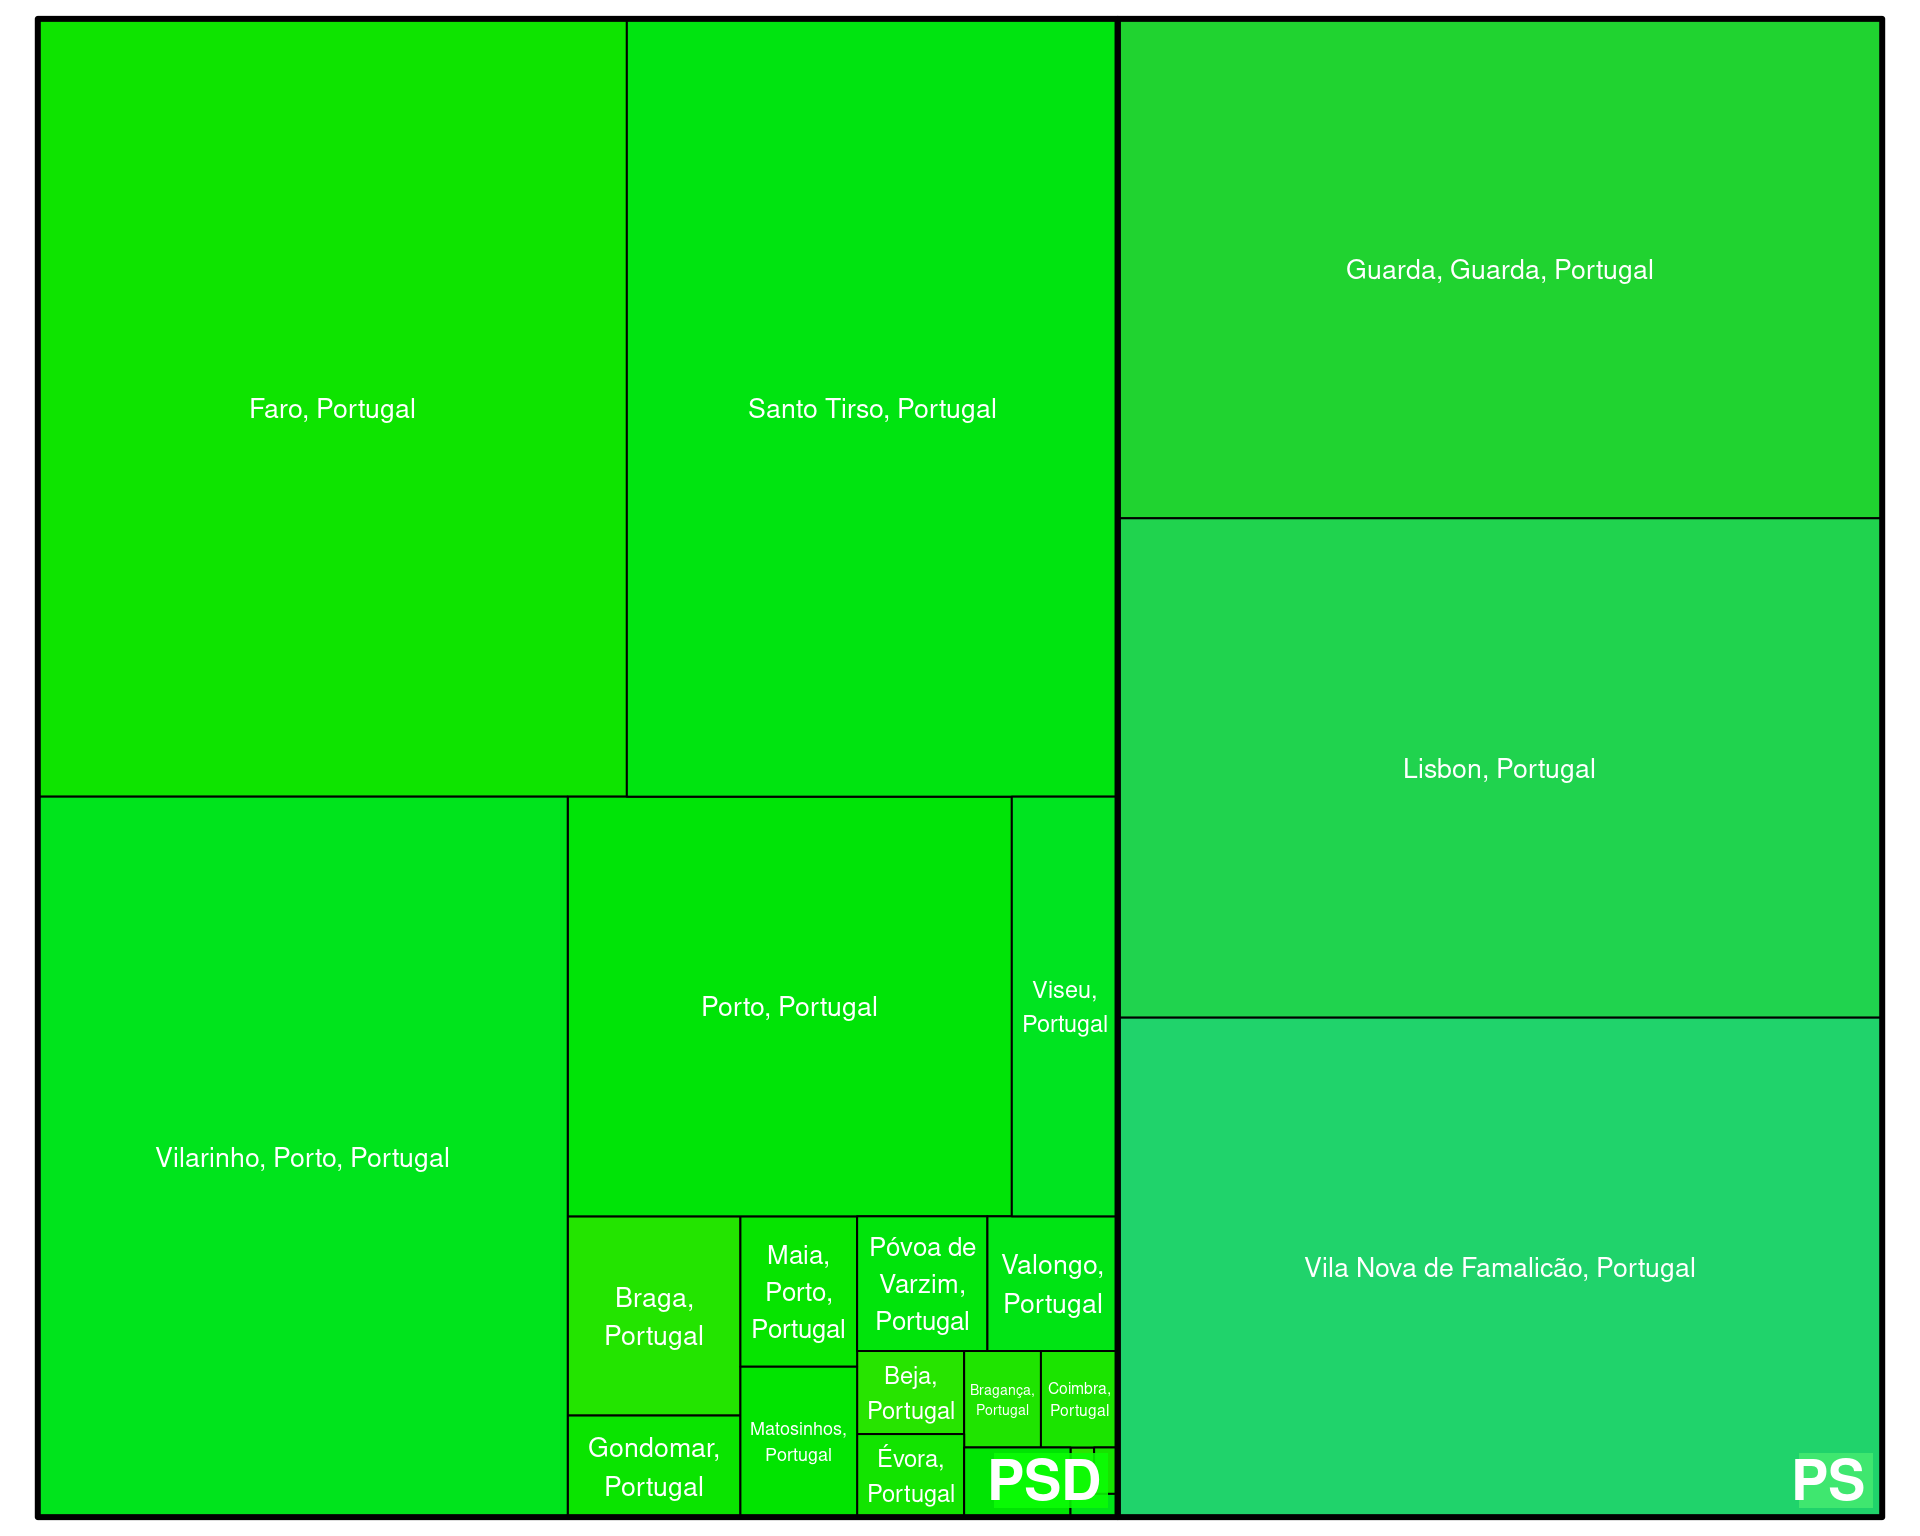 Faro, Portugal
Santo Tirso, Portugal
Guarda, Guarda, Portugal
Lisbon, Portugal
Vilarinho, Porto, Portugal
Porto, Portugal
Viseu,
Portugal
Vila Nova de Famalicão, Portugal
Braga,
Portugal
Maia,
Porto,
Portugal
Póvoa de
Varzim,
Portugal
Valongo,
Portugal
Gondomar,
Portugal
Matosinhos,
Portugal
Beja,
Portugal
Bragança,
Portugal
Coimbra,
Portugal
Évora,
Portugal
PSD
PS